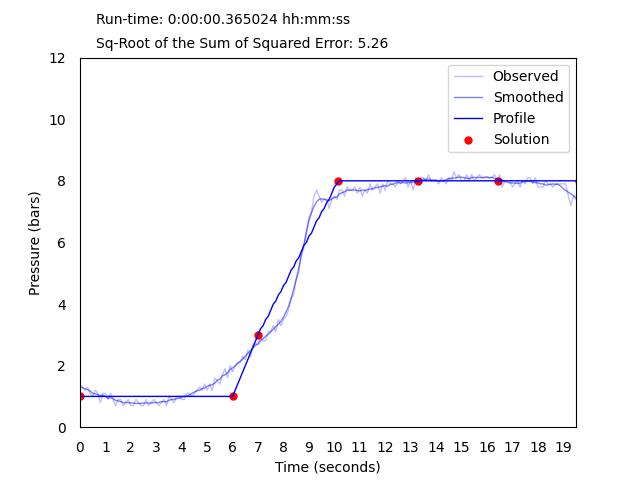 Run-time: 0:00:00.365024 hh:mm:ss
Sq-Root of the Sum of Squared Error: 5.26
12
10
8
6
4
2
0
Pressure (bars)
Observed
Smoothed
Profile
Solution
0 1 2 3 4 5 6 7 8 9 10 11 12 13 14 15 16 17 18 19
Time (seconds)